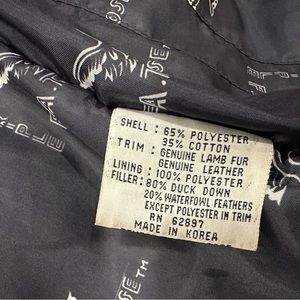 SHELL : 65% POLYESTER
35% COTTON
TRIM : GENUINE LAMB FUR
GENUINE LEATHER
LINING : 100% POLYESTER
FILLER: 80% DUCK DOWN
20% WATERFOWL FEATHERS
EXCEPT POLYESTER IN TRIM
RN 62897
MADE IN KOREA